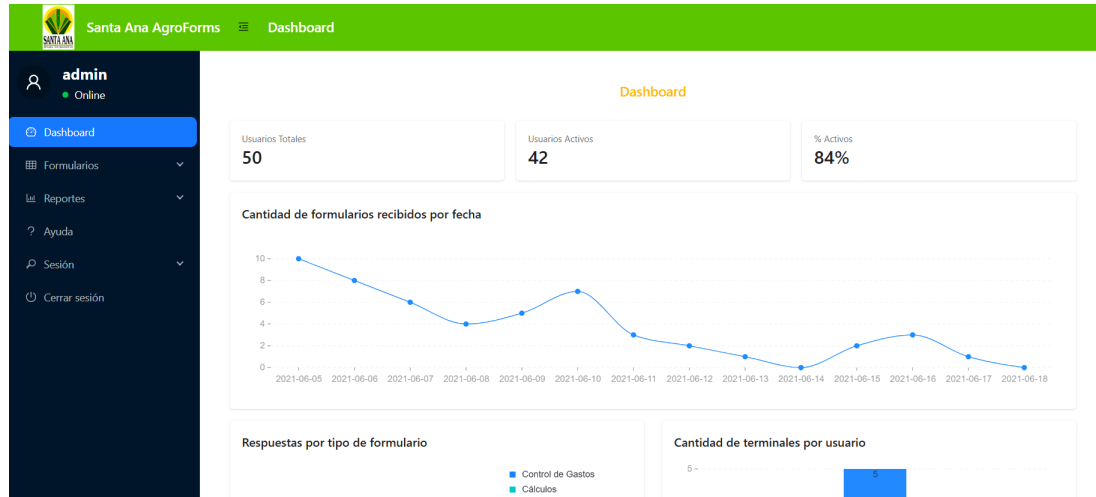 SANTA ANA
Santa Ana AgroForms
Dashboard
admin
Online
Dashboard
Formularios
Reportes
? Ayuda
Sesión
Cerrar sesión
Dashboard
Usuarios Totales
50
Usuarios Activos
42
% Activos
84%
Cantidad de formularios recibidos por fecha
10
8
6
4
2
0
2021-06-05 2021-06-06 2021-06-07 2021-06-08 2021-06-09 2021-06-10 2021-06-11 2021-06-12 2021-06-13 2021-06-14 2021-06-15 2021-06-16 2021-06-17 2021-06-18
Respuestas por tipo de formulario
Control de Gastos
Cálculos
Cantidad de terminales por usuario
5
5